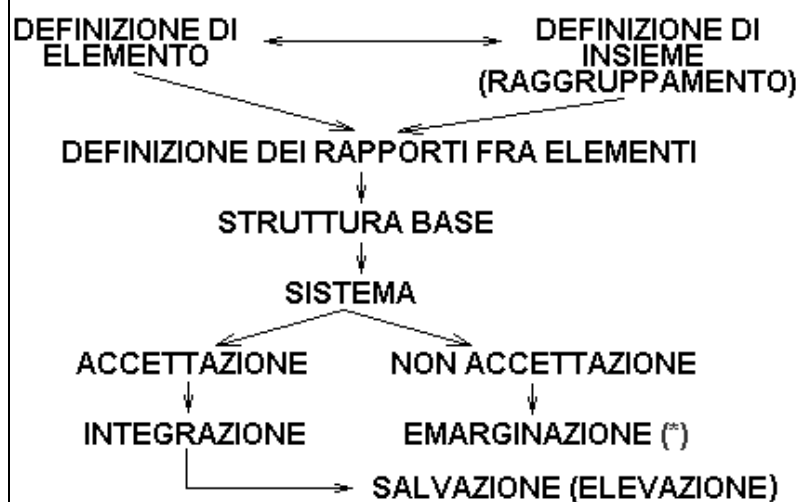 DEFINIZIONE DI
ELEMENTO
DEFINIZIONE DI
INSIEME
(RAGGRUPPAMENTO)
DEFINIZIONE DEI RAPPORTI FRA ELEMENTI
STRUTTURA BASE
SISTEMA
ACCETTAZIONE
NON ACCETTAZIONE
INTEGRAZIONE
EMARGINAZIONE (*)
SALVAZIONE (ELEVAZIONE)